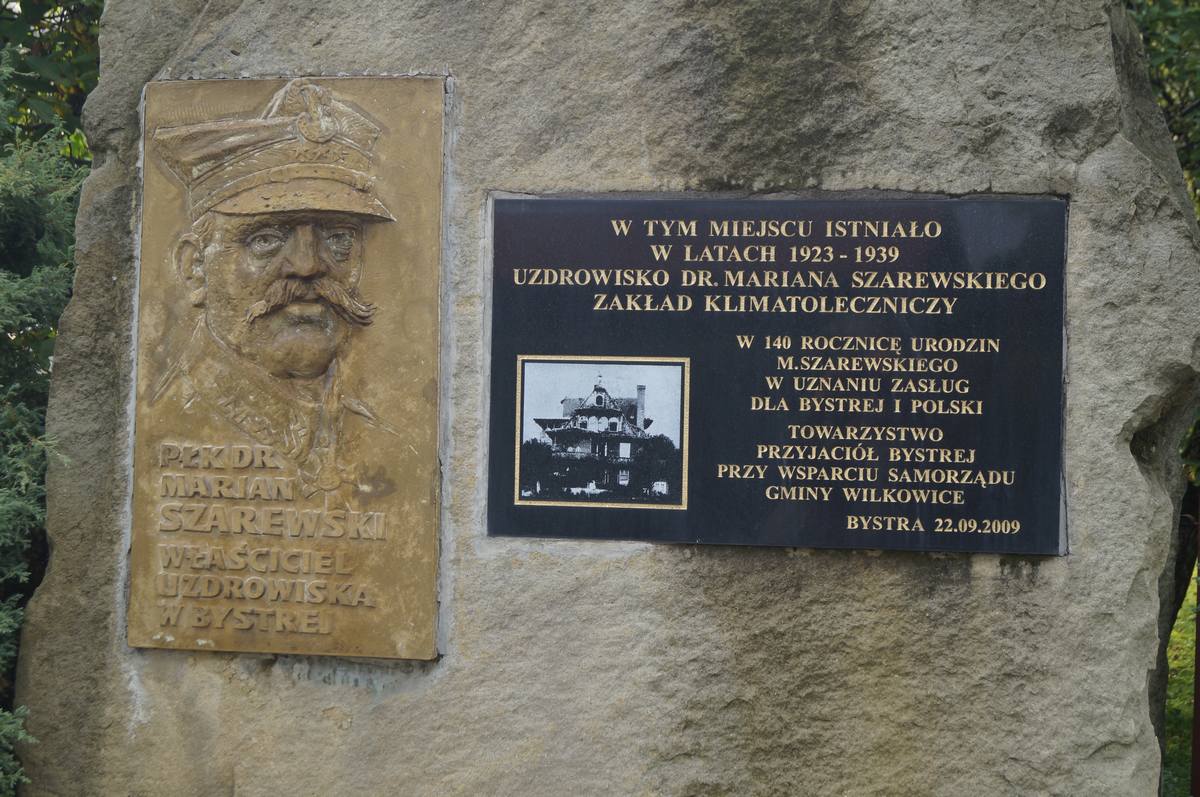 PŁK DR.
MARIAN
SZAREWSKI
WŁAŚCICIEL
UZDROWISKA
W BYSTREJ
W TYM MIEJSCU ISTNIAŁO
W LATACH 1923 - 1939
UZDROWISKO DR. MARIANA SZAREWSKIEGO
ZAKŁAD KLIMATOLECZNICZY
W 140 ROCZNICĘ URODZIN
M.SZAREWSKIEGO
W UZNANIU ZASŁUG
DLA BYSTREJ I POLSKI
TOWARZYSTWO
PRZYJACIÓŁ BYSTREJ
PRZY WSPARCIU SAMORZĄDU
GMINY WILKOWICE
BYSTRA 22.09.2009